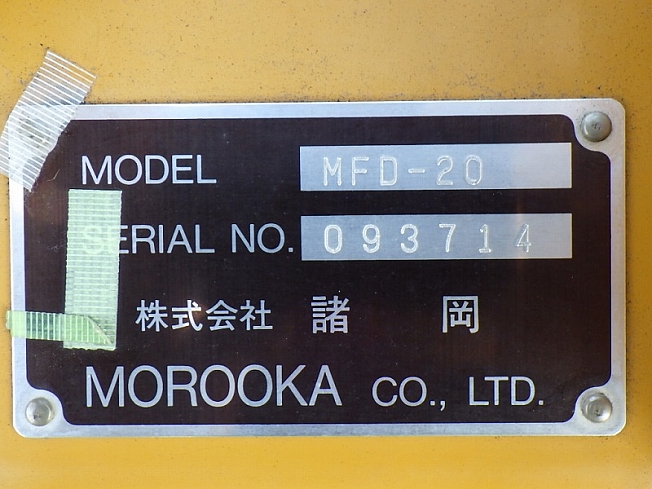 MODEL MFD-20
SERIAL NO. 093714
株式会社 諸 岡
MOROOKA CO., LTD.